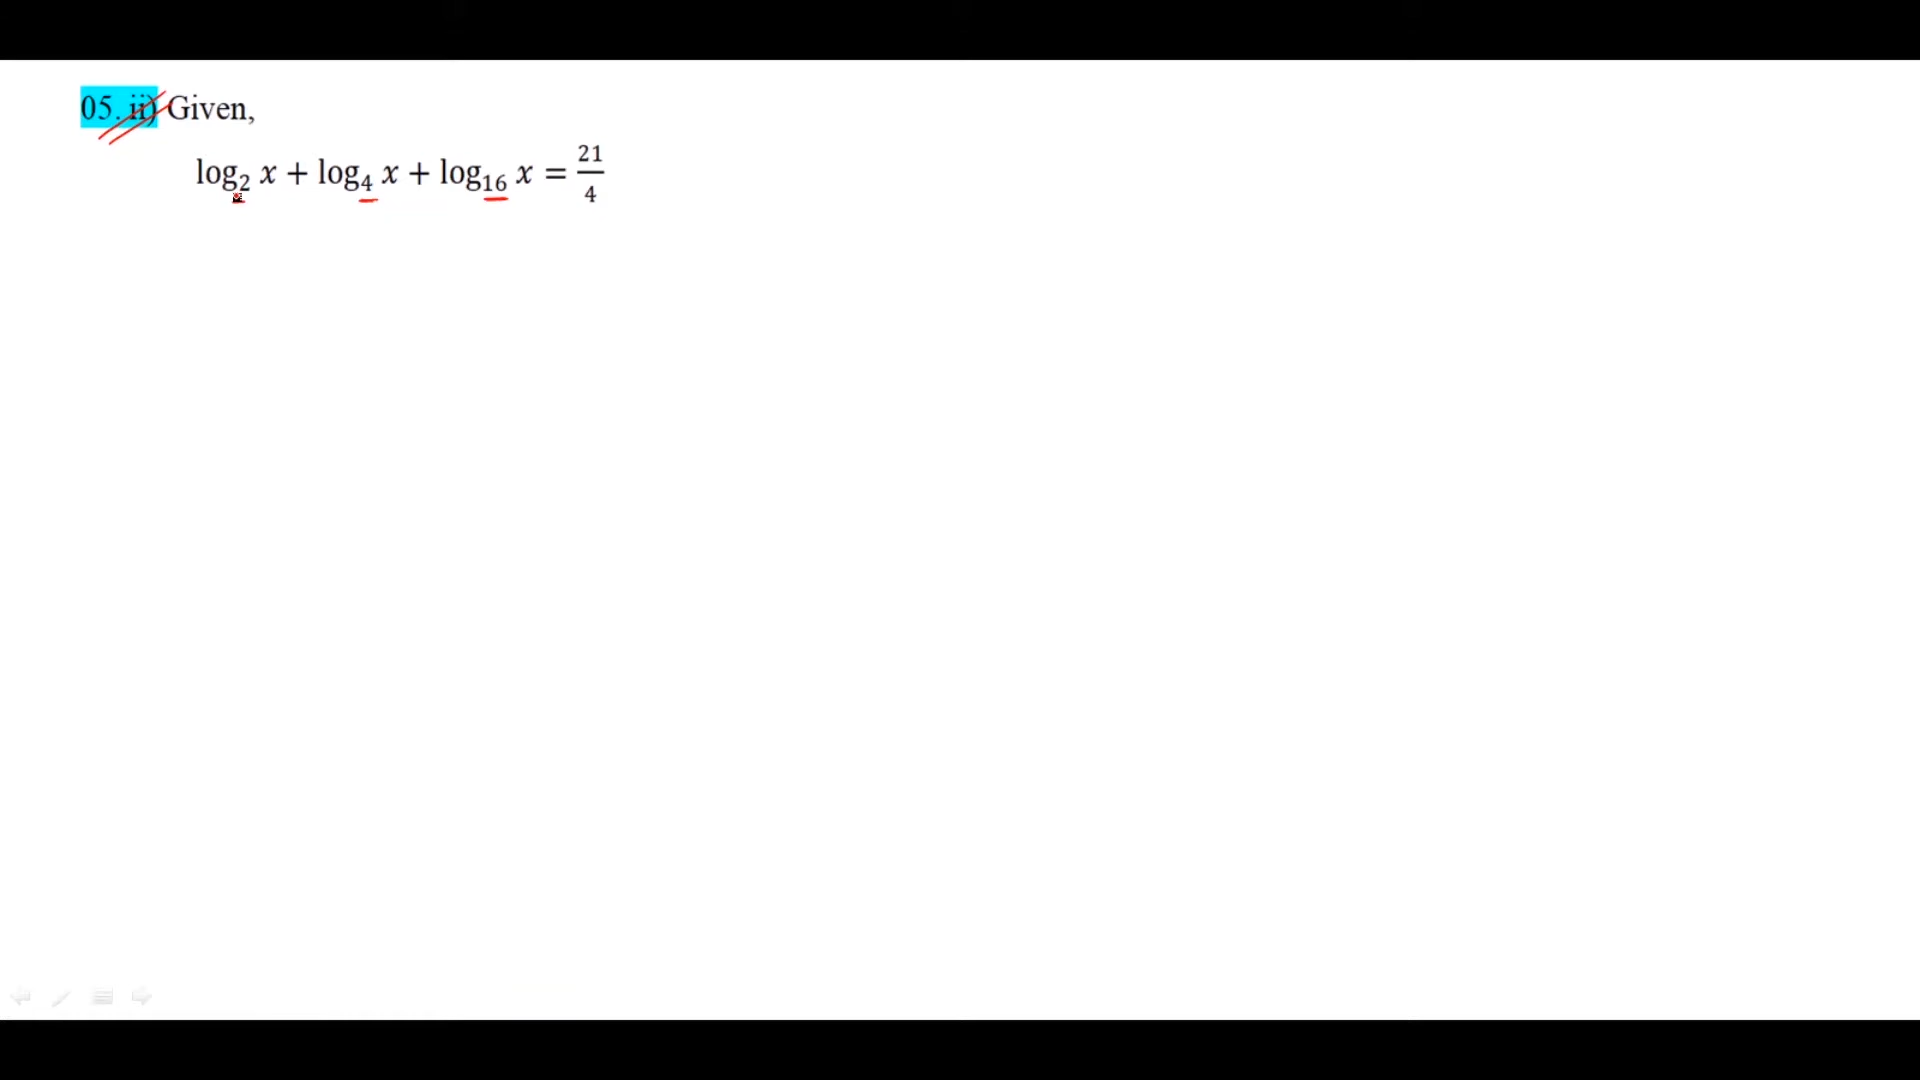 05. ii) Given,
log₂ x + log₄ x + log₁₆ x = 21/4